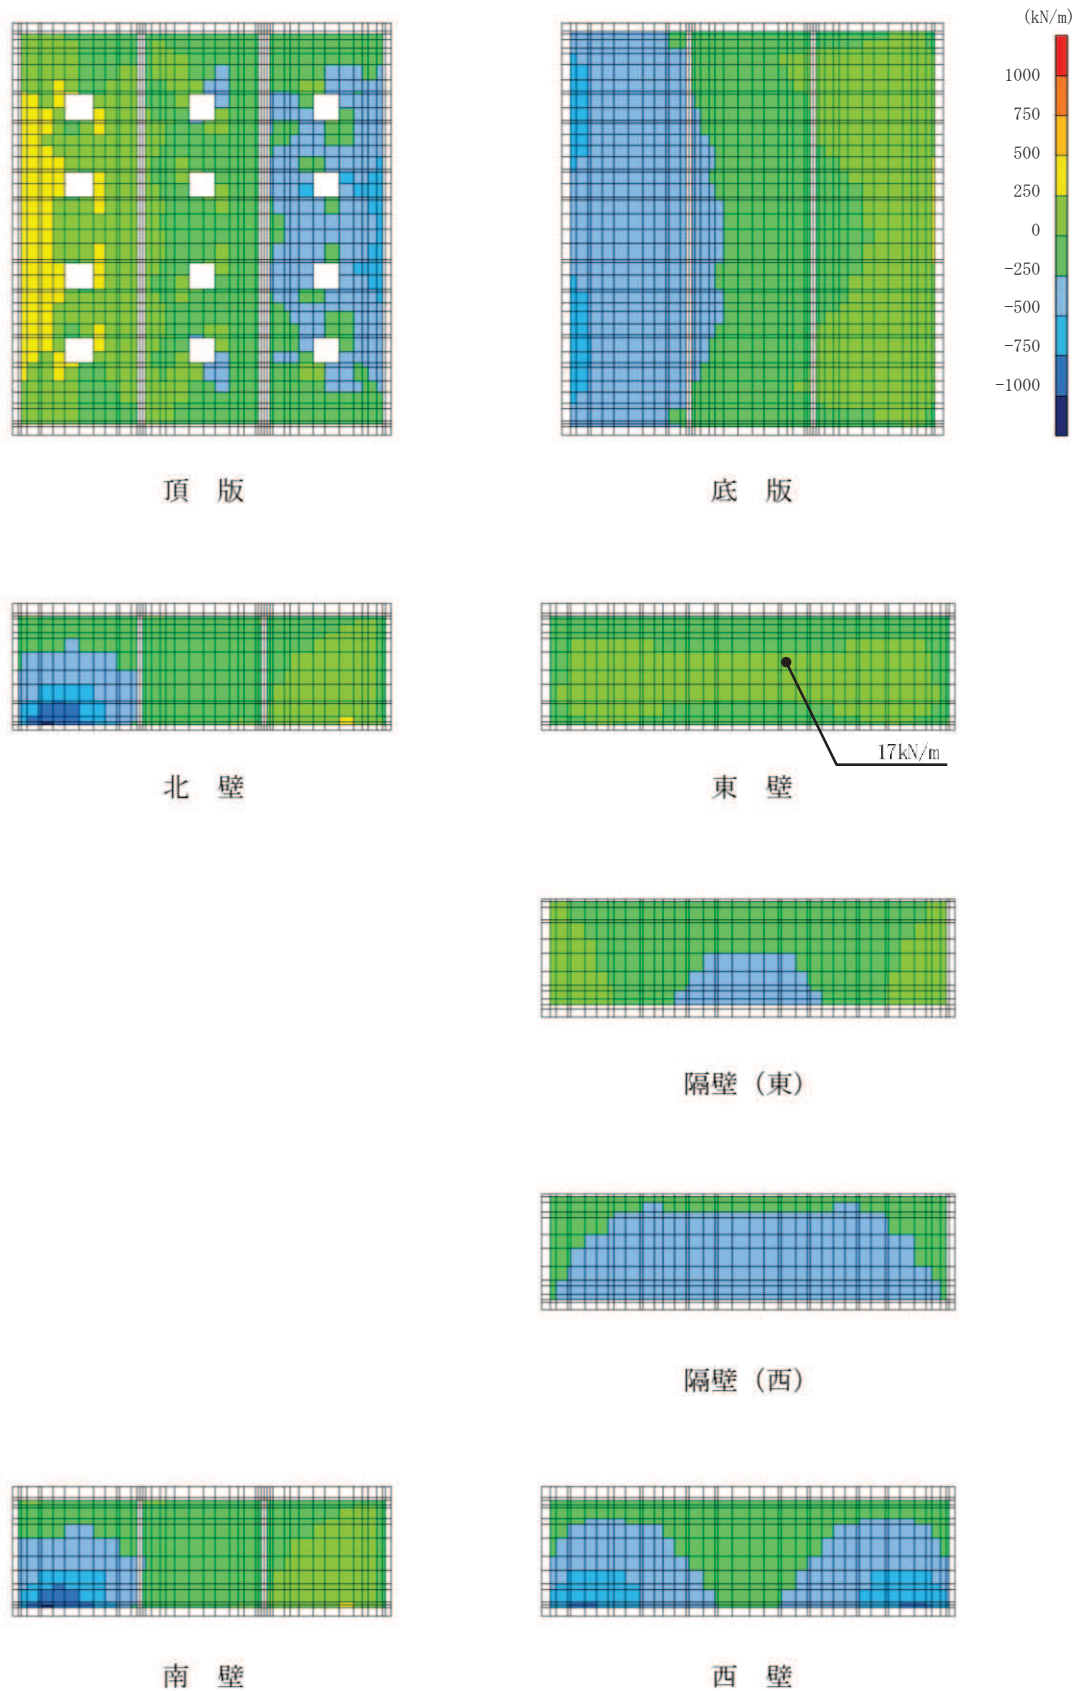 (kN/m)
1000
750
500
250
0
-250
-500
-750
-1000
頂 版
底 版
17kN/m
北 壁
東 壁
隔壁（東）
隔壁（西）
南 壁
西 壁